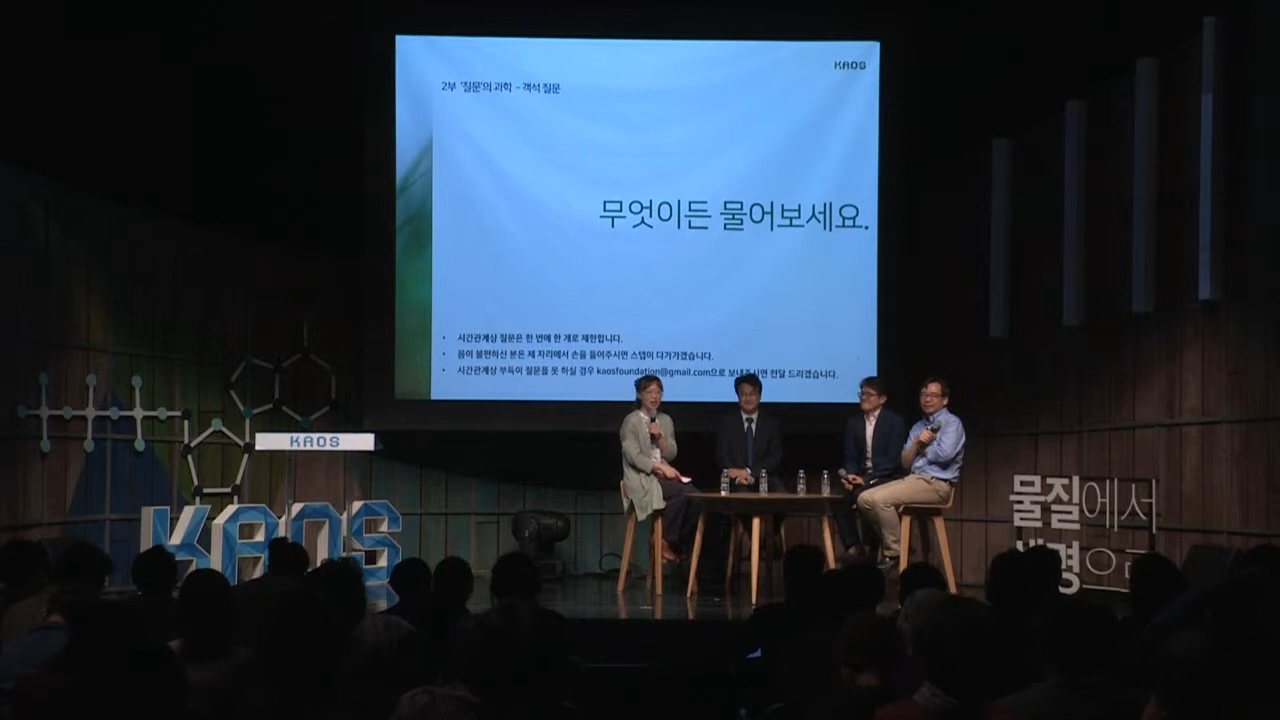 KAOS
2부 '질문'의 과학 - 객석 질문
무엇이든 물어보세요.
• 시간관계상 질문은 한 번에 한 개로 제한합니다.
• 몸이 불편하신 분은 제 자리에서 손을 들어주시면 스텝이 다가가겠습니다.
• 시간관계상 부득이 질문을 못 하실 경우 kaosfoundation@gmail.com으로 보내주시면 전달 드리겠습니다.
KAOS
KAOS
물질에서
생명으로